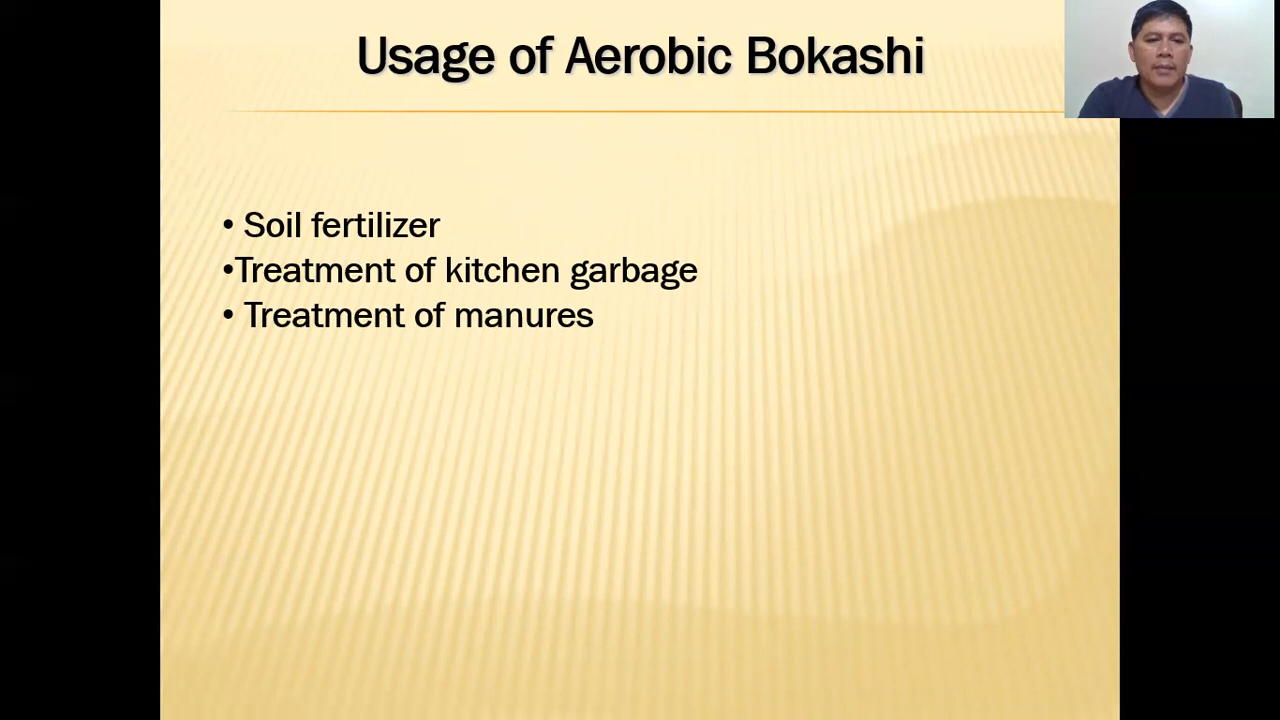 Usage of Aerobic Bokashi
• Soil fertilizer
•Treatment of kitchen garbage
• Treatment of manures